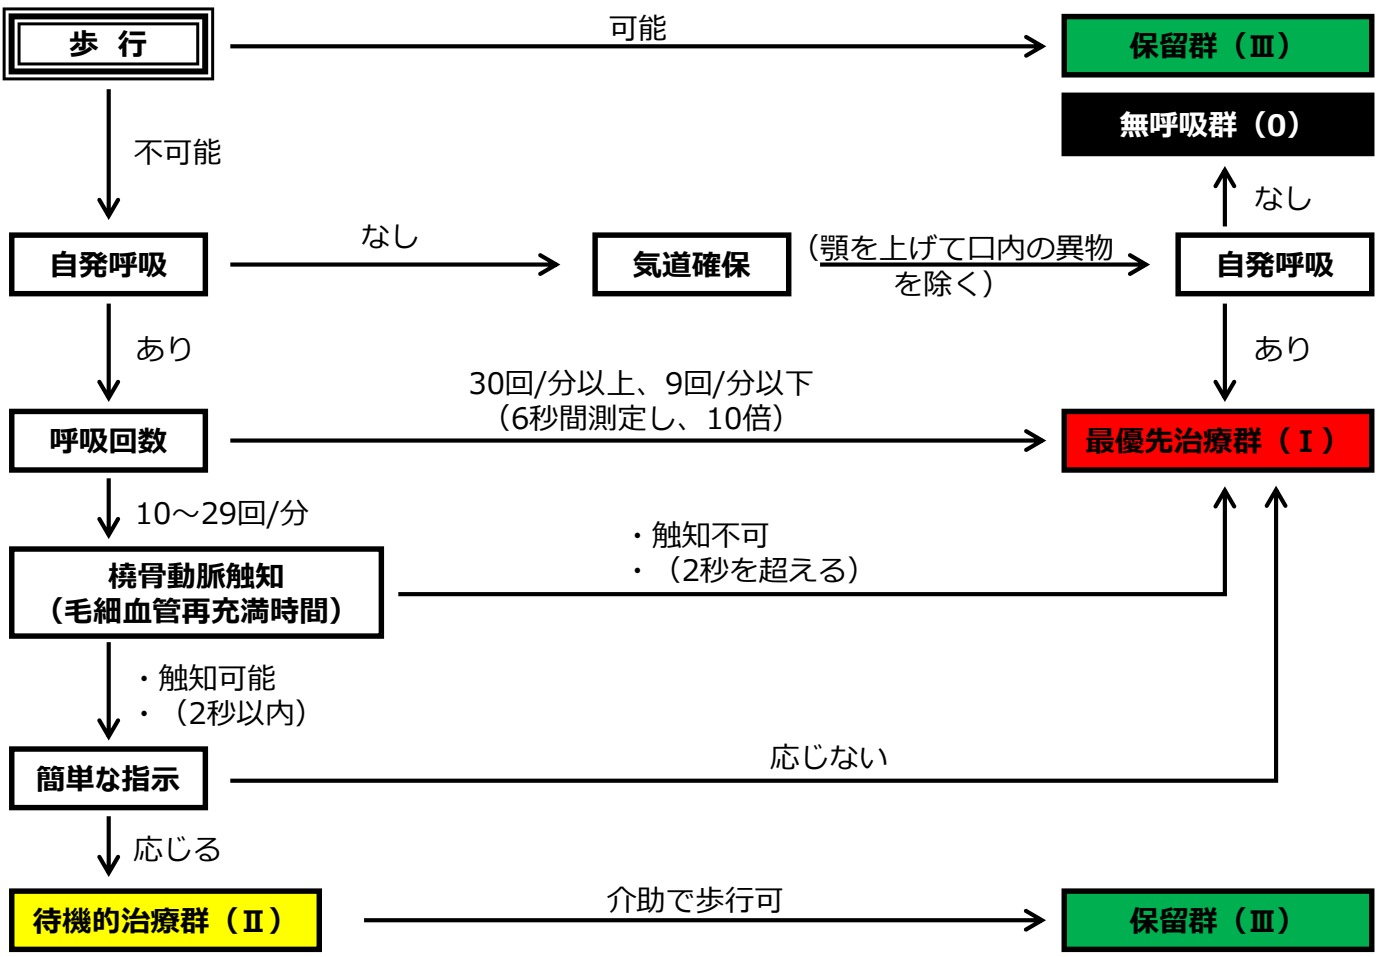 歩 行
可能
保留群（Ⅲ）
無呼吸群（0）
不可能
なし
自発呼吸
なし
気道確保
（顎を上げて口内の異物
を除く）
自発呼吸
あり
あり
30回/分以上、9回/分以下
（6秒間測定し、10倍）
呼吸回数
最優先治療群（Ⅰ）
10～29回/分
・触知不可
・（2秒を超える）
橈骨動脈触知
（毛細血管再充満時間）
・触知可能
・（2秒以内）
簡単な指示
応じない
応じる
待機的治療群（Ⅱ）
介助で歩行可
保留群（Ⅲ）